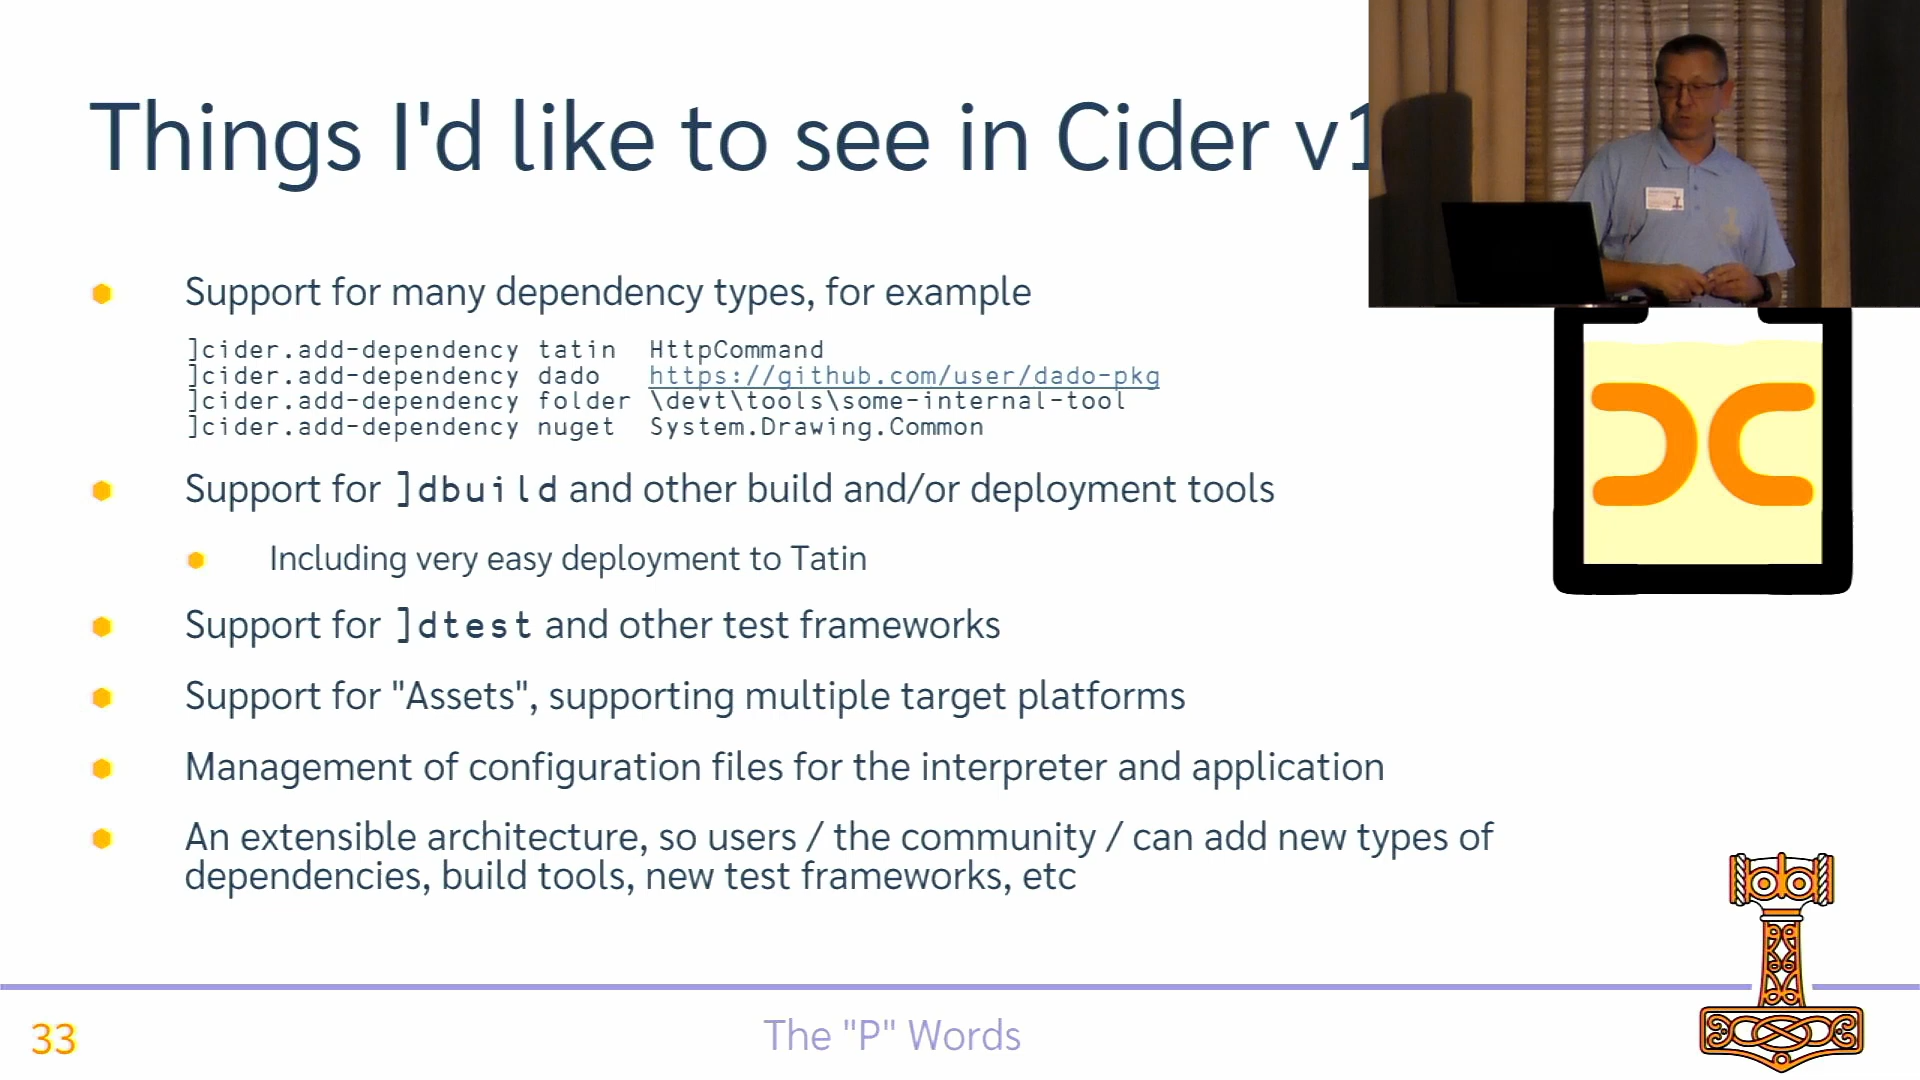 Things I'd like to see in Cider v1
Support for many dependency types, for example
]cider.add-dependency tatin  HttpCommand
]cider.add-dependency dado   https://github.com/user/dado-pkg
]cider.add-dependency folder \devt\tools\some-internal-tool
]cider.add-dependency nuget  System.Drawing.Common
Support for ]dbuild and other build and/or deployment tools
Including very easy deployment to Tatin
Support for ]dtest and other test frameworks
Support for "Assets", supporting multiple target platforms
Management of configuration files for the interpreter and application
An extensible architecture, so users / the community / can add new types of
dependencies, build tools, new test frameworks, etc
33
The "P" Words